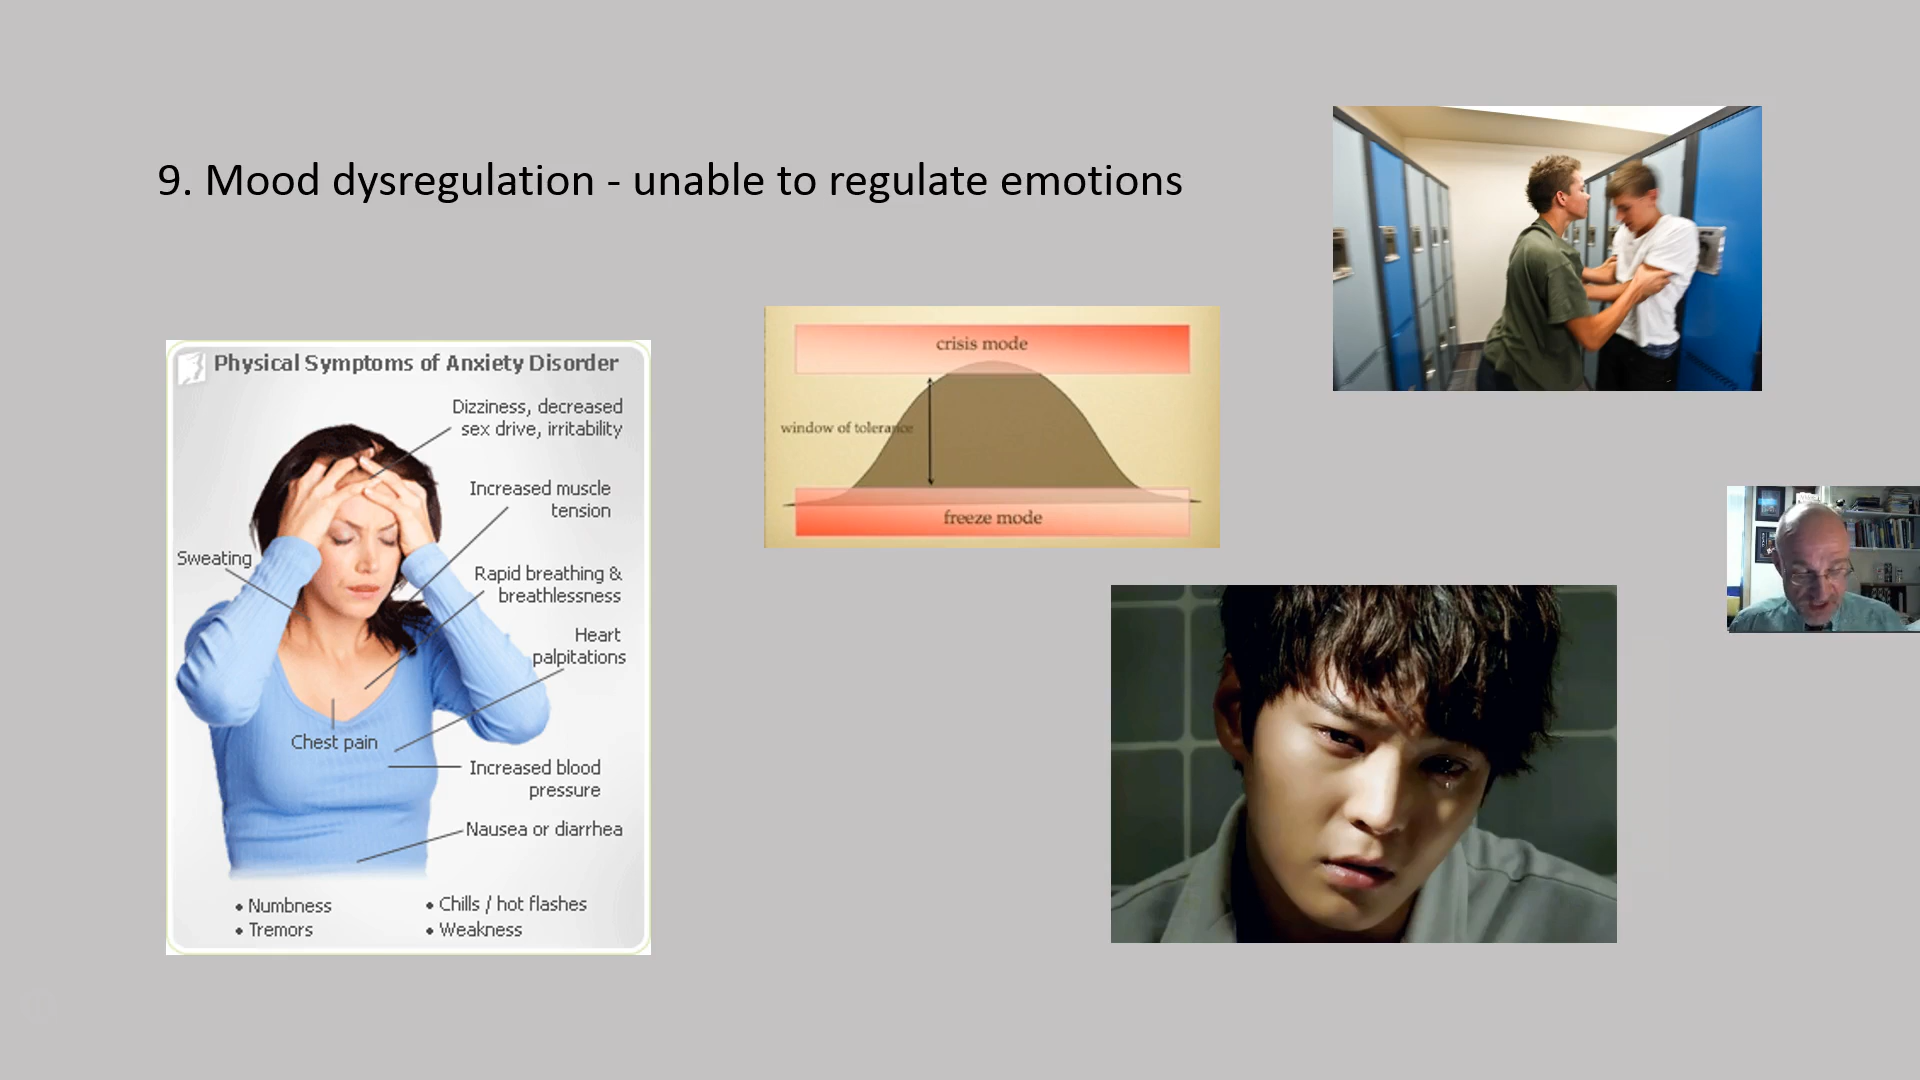 9. Mood dysregulation - unable to regulate emotions
Physical Symptoms of Anxiety Disorder
Dizziness, decreased
sex drive, irritability
Increased muscle
tension
Sweating
Rapid breathing &
breathlessness
Heart
palpitations
Chest pain
Increased blood
pressure
Nausea or diarrhea
• Numbness
• Tremors
• Chills / hot flashes
• Weakness
crisis mode
window of tolerance
freeze mode